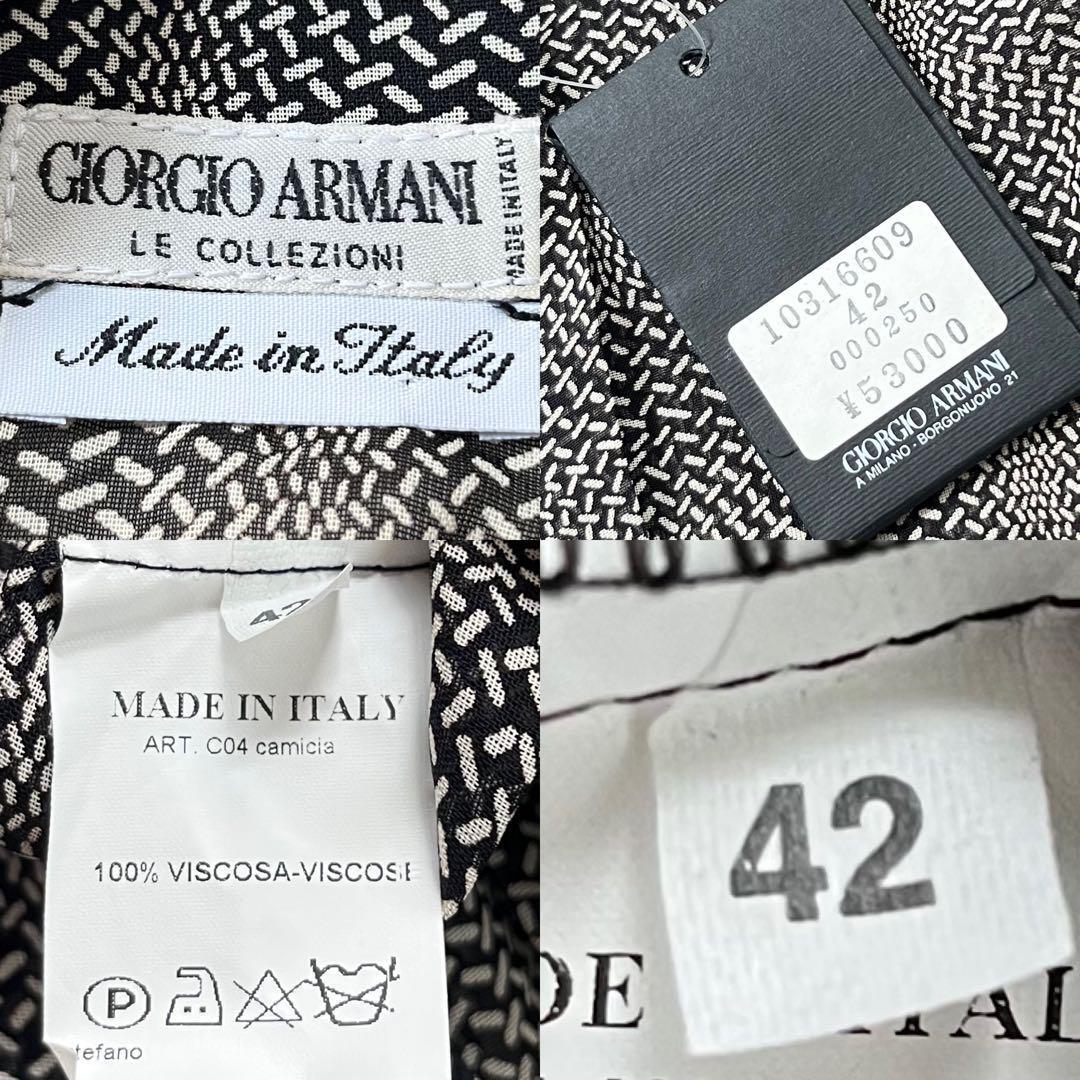 GIORGIO ARMANI
LE COLLEZIONI
MADE IN ITALY
Made in Italy
10316609
42
000250
¥53000
GIORGIO ARMANI
A MILANO - BORGONUOVO 21
42
MADE IN ITALY
ART. C04 camicia
100% VISCOSA-VISCOSE
P
tefano
42
DE ITAL